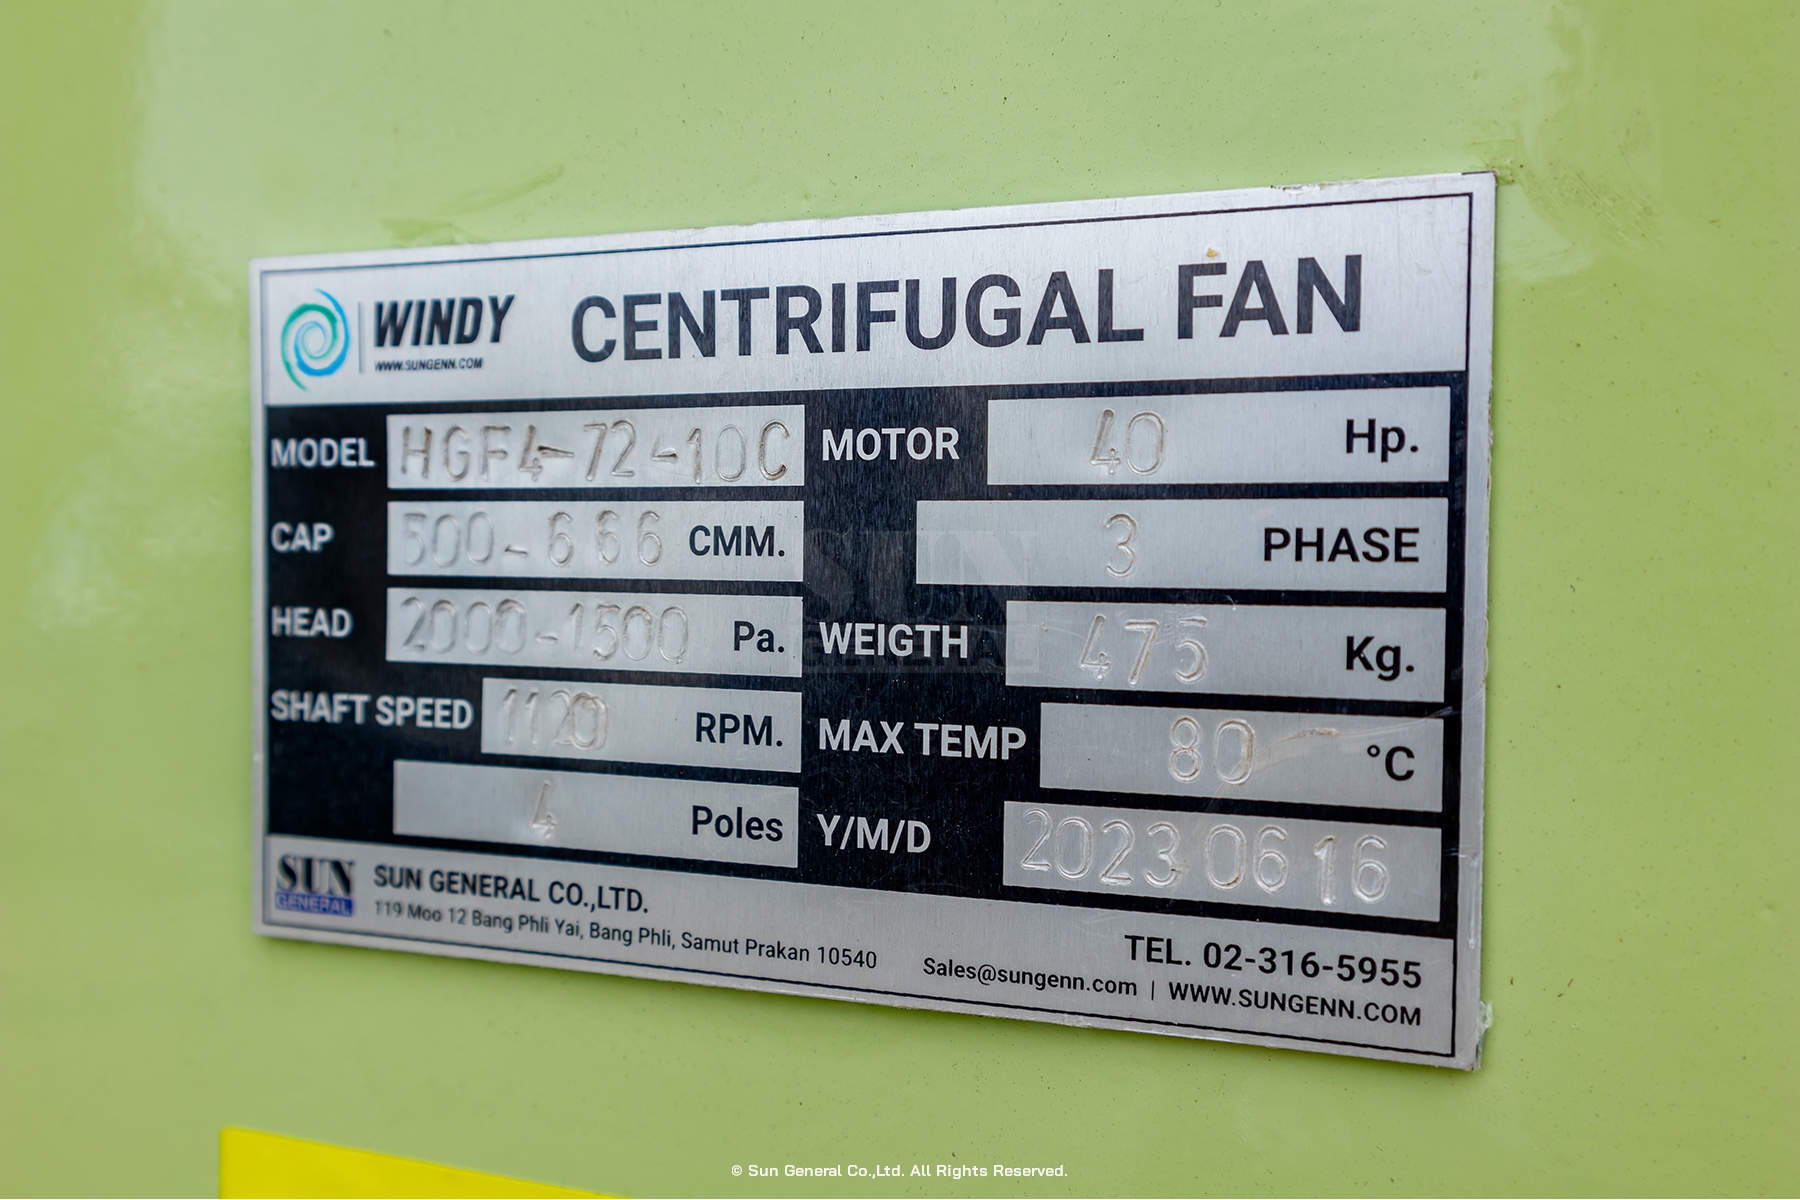 WINDY
WWW.SUNGENN.COM
CENTRIFUGAL FAN
MODEL HGF4-72-10C
MOTOR 40 Hp.
CAP 500-666 CMM.
3 PHASE
HEAD 2000-1500 Pa.
WEIGTH 475 Kg.
SHAFT SPEED 1120 RPM.
MAX TEMP 80 °C
4 Poles
Y/M/D 2023 06 16
SUN
GENERAL
SUN GENERAL CO.,LTD.
119 Moo 12 Bang Phli Yai, Bang Phli, Samut Prakan 10540
TEL. 02-316-5955
Sales@sungenn.com | WWW.SUNGENN.COM
SUN
GENERAL
© Sun General Co.,Ltd. All Rights Reserved.